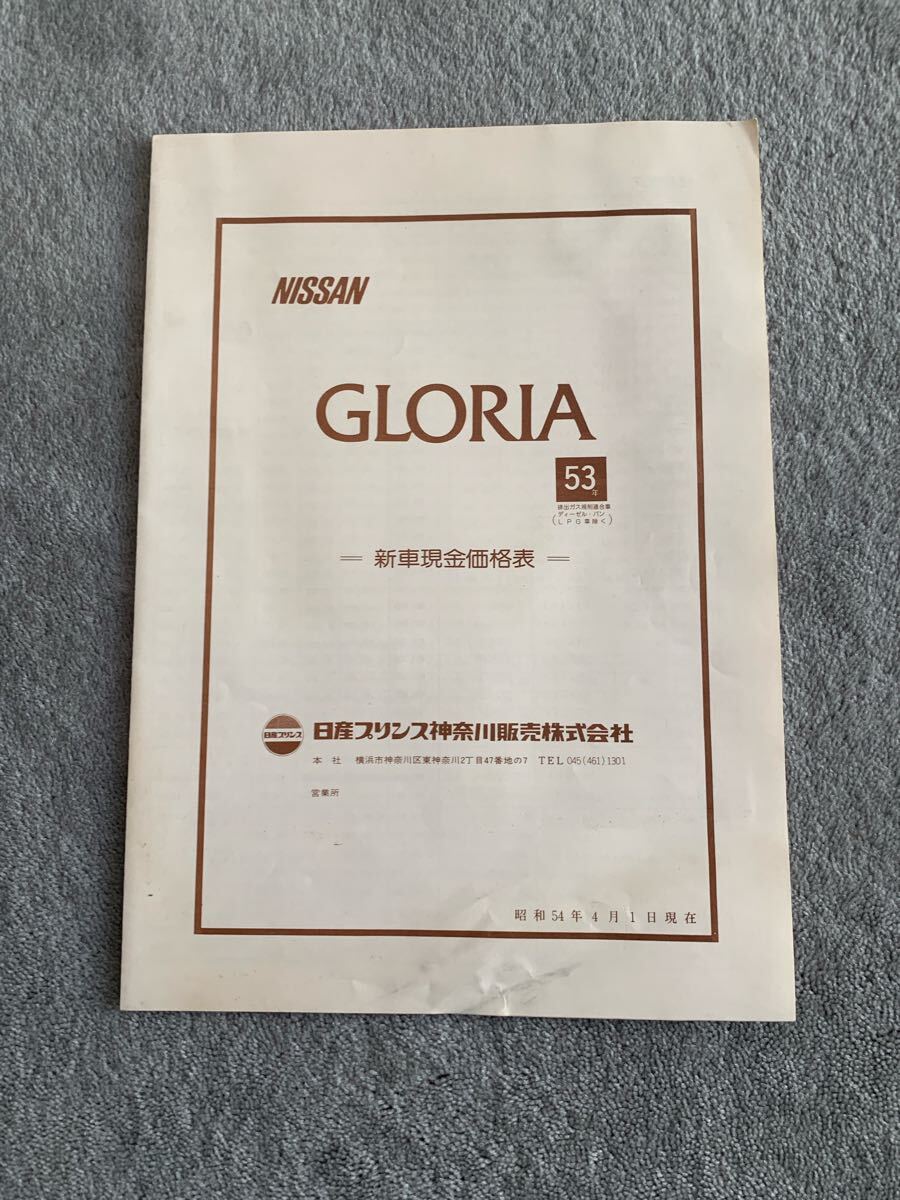 NISSAN
GLORIA
53年
排出ガス規制適合車
(ディーゼル・バン
LPG車除く)
＝ 新車現金価格表 ＝
日産プリンス 日産プリンス神奈川販売株式会社
本社 横浜市神奈川区東神奈川2丁目47番地の7 TEL 045(461)1301
営業所
昭和54年4月1日現在